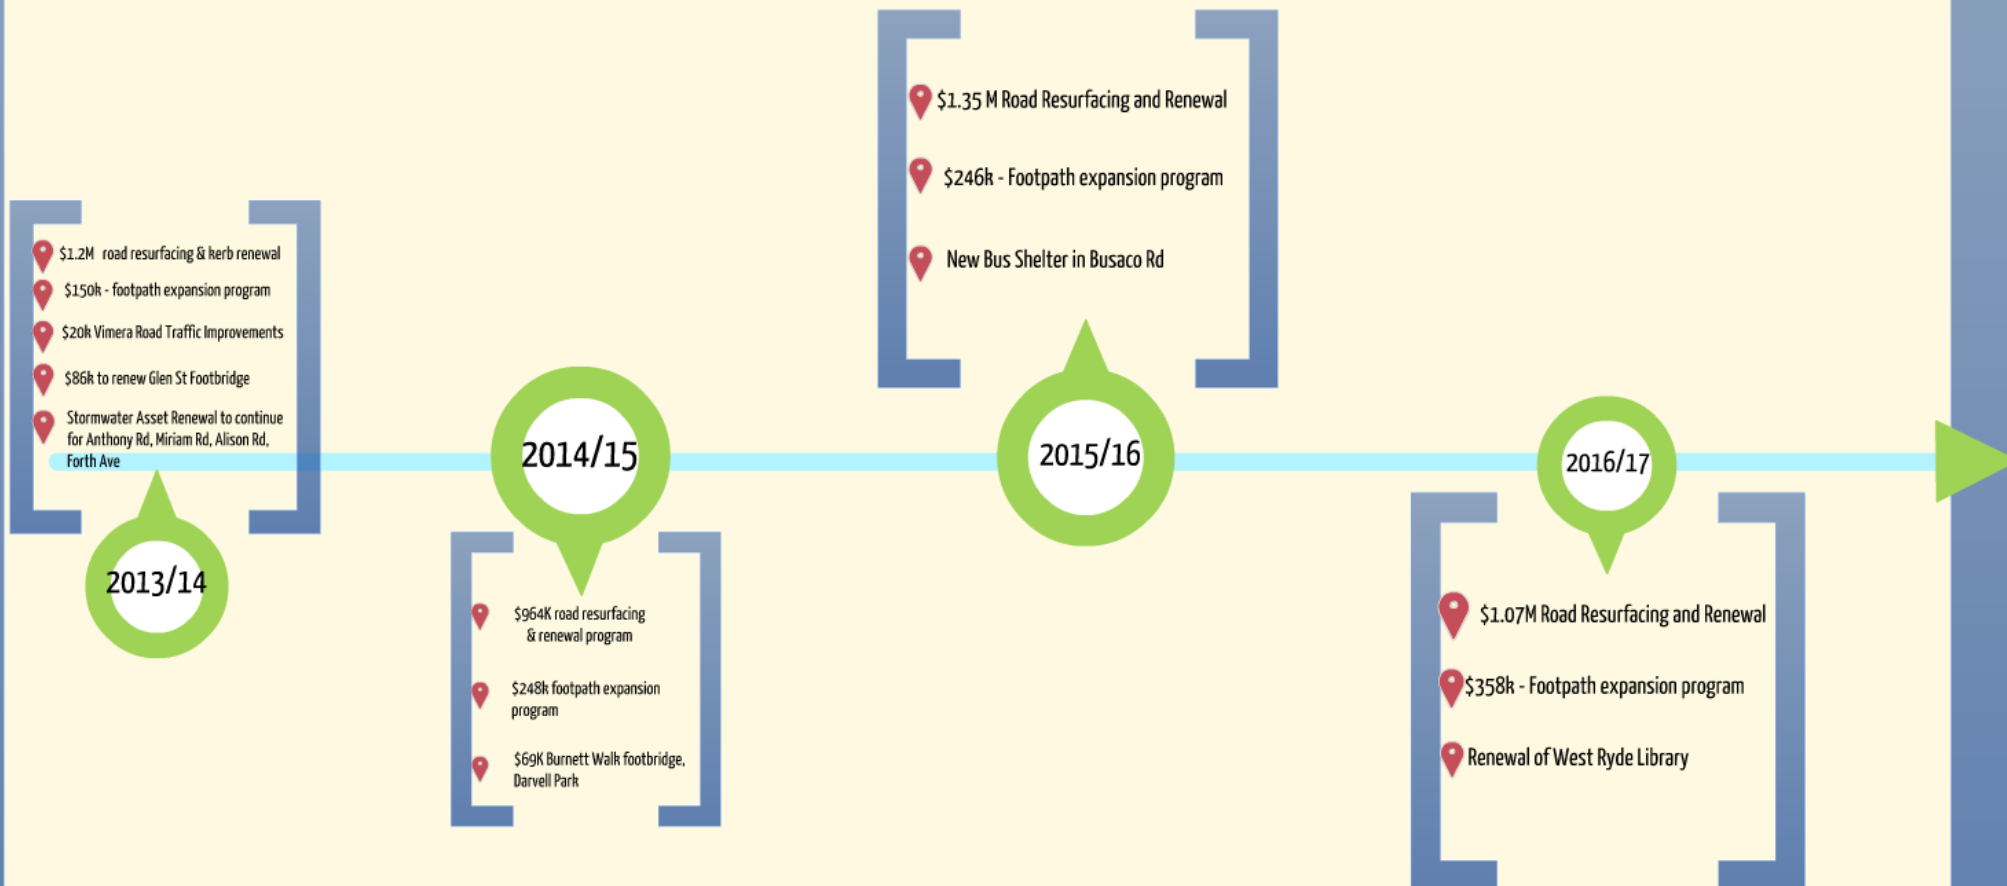 $1.2M road resurfacing & kerb renewal
$150k - footpath expansion program
$20k Vimera Road Traffic Improvements
$86k to renew Glen St Footbridge
Stormwater Asset Renewal to continue
for Anthony Rd, Miriam Rd, Alison Rd,
Forth Ave
2013/14
2014/15
$964K road resurfacing
& renewal program
$248k footpath expansion
program
$69K Burnett Walk footbridge,
Darvell Park
$1.35 M Road Resurfacing and Renewal
$246k - Footpath expansion program
New Bus Shelter in Busaco Rd
2015/16
2016/17
$1.07M Road Resurfacing and Renewal
$358k - Footpath expansion program
Renewal of West Ryde Library